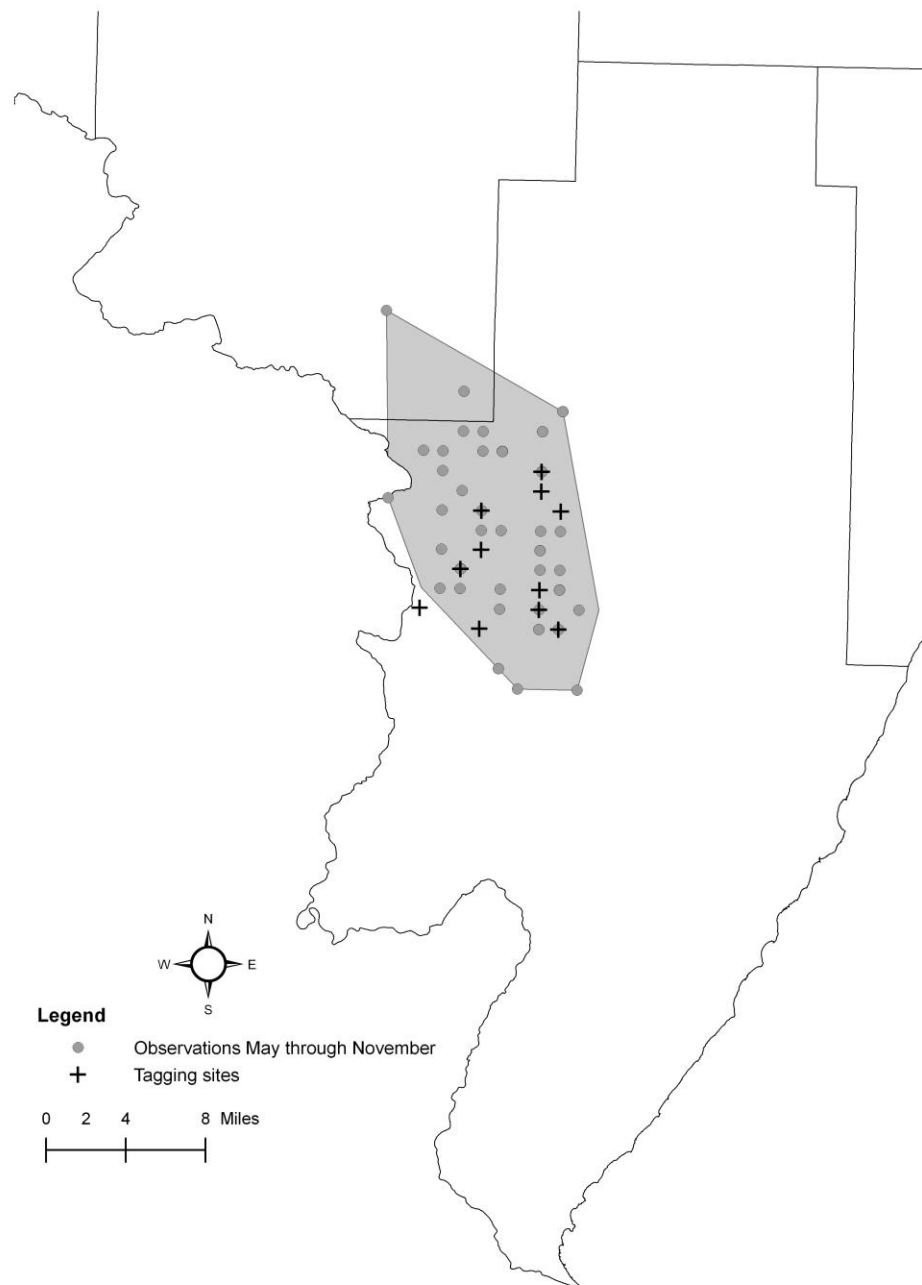 N
W E
S
Legend
Observations May through November
Tagging sites
0 2 4 8 Miles